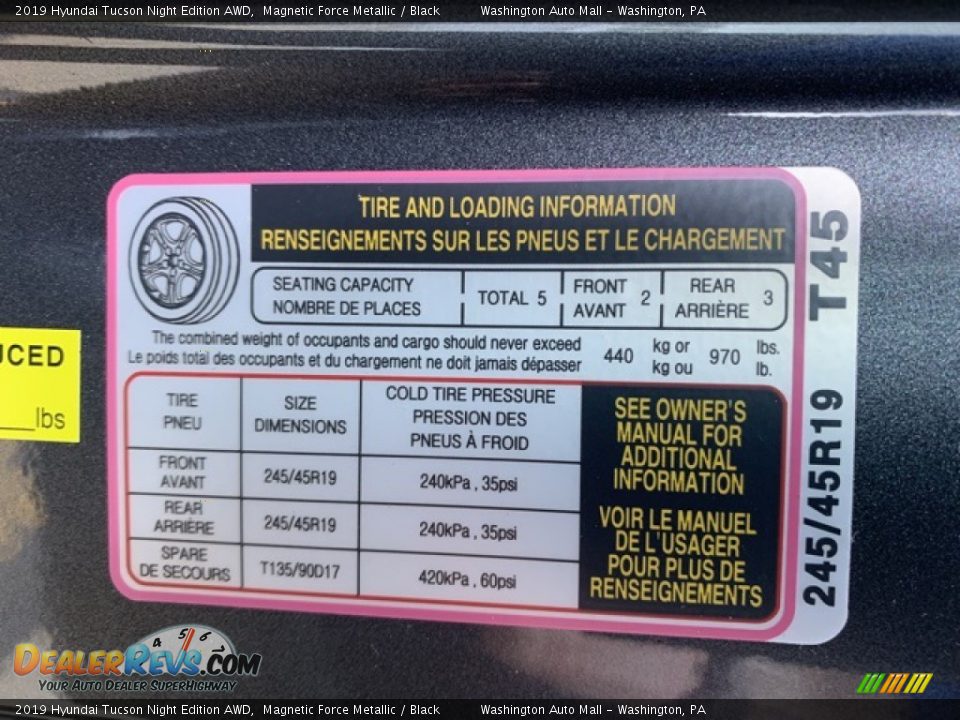 2019 Hyundai Tucson Night Edition AWD, Magnetic Force Metallic / Black Washington Auto Mall - Washington, PA
TIRE AND LOADING INFORMATION
RENSEIGNEMENTS SUR LES PNEUS ET LE CHARGEMENT
SEATING CAPACITY
NOMBRE DE PLACES
TOTAL 5
FRONT
AVANT
2
REAR
ARRIÈRE
3
The combined weight of occupants and cargo should never exceed
Le poids total des occupants et du chargement ne doit jamais dépasser
440
kg or
kg ou
970
lbs.
lb.
TIRE
PNEU
SIZE
DIMENSIONS
COLD TIRE PRESSURE
PRESSION DES
PNEUS À FROID
FRONT
AVANT
245/45R19
240kPa , 35psi
REAR
ARRIÈRE
245/45R19
240kPa , 35psi
SPARE
DE SECOURS
T135/90D17
420kPa , 60psi
SEE OWNER'S
MANUAL FOR
ADDITIONAL
INFORMATION
VOIR LE MANUEL
DE L'USAGER
POUR PLUS DE
RENSEIGNEMENTS
245/45R19 T45
UCED
lbs
4 5 6
DEALERREVS.COM
YOUR AUTO DEALER SUPERHIGHWAY
2019 Hyundai Tucson Night Edition AWD, Magnetic Force Metallic / Black Washington Auto Mall - Washington, PA